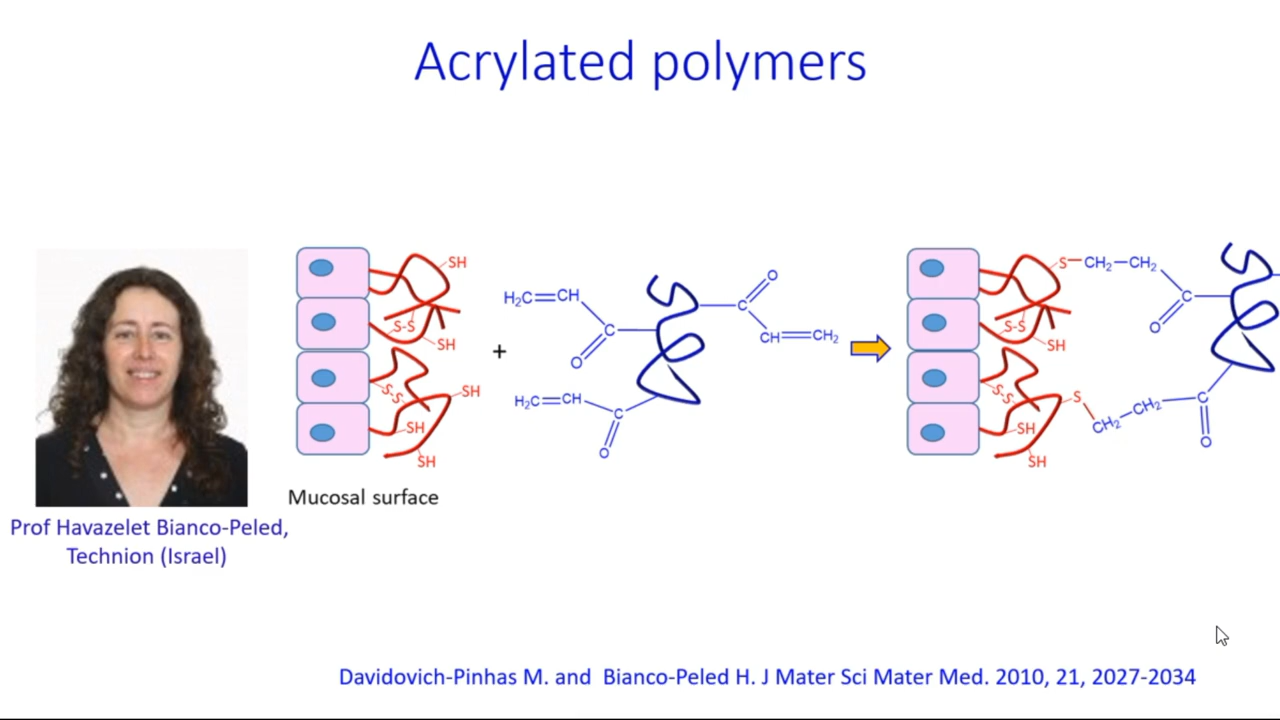 Acrylated polymers
SH
S-S
SH
S-S
SH
SH
SH
Mucosal surface
+
H₂C=CH
C
O
H₂C=CH
C
O
O
C
CH=CH₂
S-CH₂-CH₂
C
O
S-S
SH
S-S
S
CH₂-CH₂
C
O
SH
SH
Prof Havazelet Bianco-Peled,
Technion (Israel)
Davidovich-Pinhas M. and Bianco-Peled H. J Mater Sci Mater Med. 2010, 21, 2027-2034